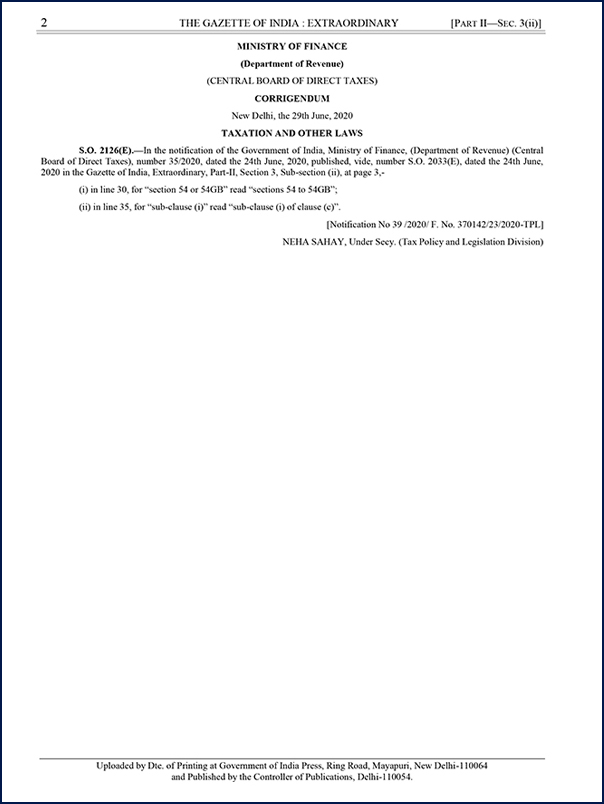 2 THE GAZETTE OF INDIA : EXTRAORDINARY [PART II—SEC. 3(ii)]
MINISTRY OF FINANCE
(Department of Revenue)
(CENTRAL BOARD OF DIRECT TAXES)
CORRIGENDUM
New Delhi, the 29th June, 2020
TAXATION AND OTHER LAWS
S.O. 2126(E).—In the notification of the Government of India, Ministry of Finance, (Department of Revenue) (Central
Board of Direct Taxes), number 35/2020, dated the 24th June, 2020, published, vide, number S.O. 2033(E), dated the 24th June,
2020 in the Gazette of India, Extraordinary, Part-II, Section 3, Sub-section (ii), at page 3,-
(i) in line 30, for “section 54 or 54GB” read “sections 54 to 54GB”;
(ii) in line 35, for “sub-clause (i)” read “sub-clause (i) of clause (c)”.
[Notification No 39 /2020/ F. No. 370142/23/2020-TPL]
NEHA SAHAY, Under Secy. (Tax Policy and Legislation Division)
Uploaded by Dte. of Printing at Government of India Press, Ring Road, Mayapuri, New Delhi-110064
and Published by the Controller of Publications, Delhi-110054.